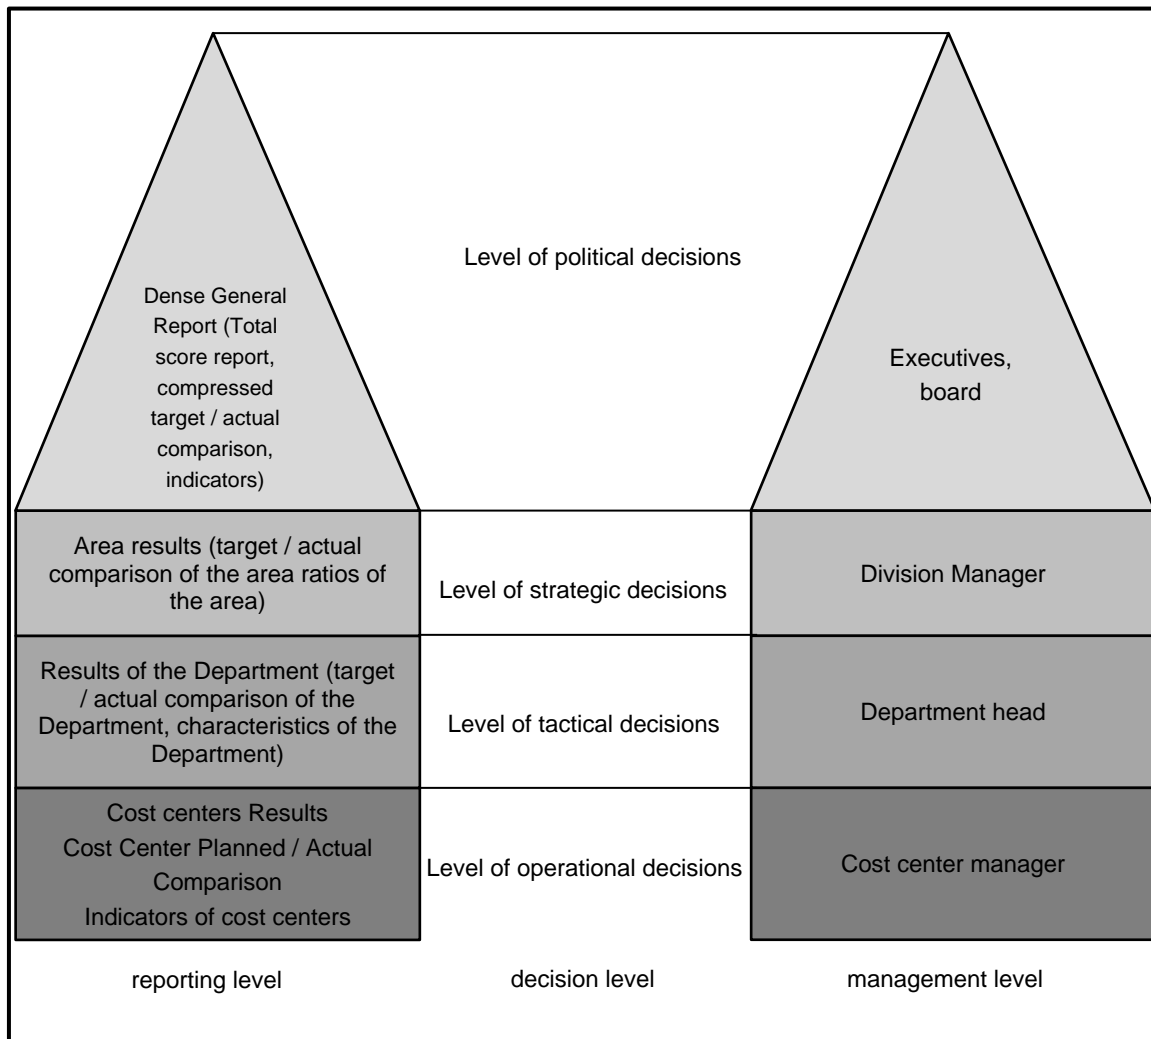 Level of political decisions
Dense General
Report (Total
score report,
compressed
target / actual
comparison,
indicators)
Executives,
board
Area results (target / actual
comparison of the area ratios of
the area)
Level of strategic decisions
Division Manager
Results of the Department (target
/ actual comparison of the
Department, characteristics of the
Department)
Level of tactical decisions
Department head
Cost centers Results
Cost Center Planned / Actual
Comparison
Indicators of cost centers
Level of operational decisions
Cost center manager
reporting level
decision level
management level